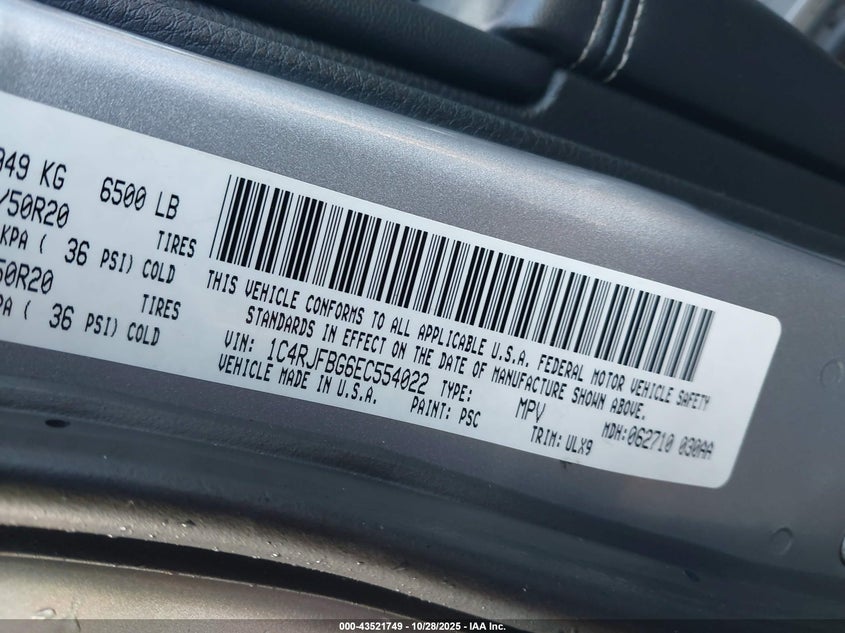 949 KG 6500 LB
/50R20 TIRES
KPA ( 36 PSI) COLD
50R20 TIRES
PA ( 36 PSI) COLD
THIS VEHICLE CONFORMS TO ALL APPLICABLE U.S.A. FEDERAL MOTOR VEHICLE SAFETY
STANDARDS IN EFFECT ON THE DATE OF MANUFACTURE SHOWN ABOVE.
VIN: 1C4RJFBG6EC554022 TYPE: MPV MDH:062710 030AA
VEHICLE MADE IN U.S.A. PAINT: PSC TRIM: ULX9
000-43521749 | 10/28/2025 - IAA Inc.